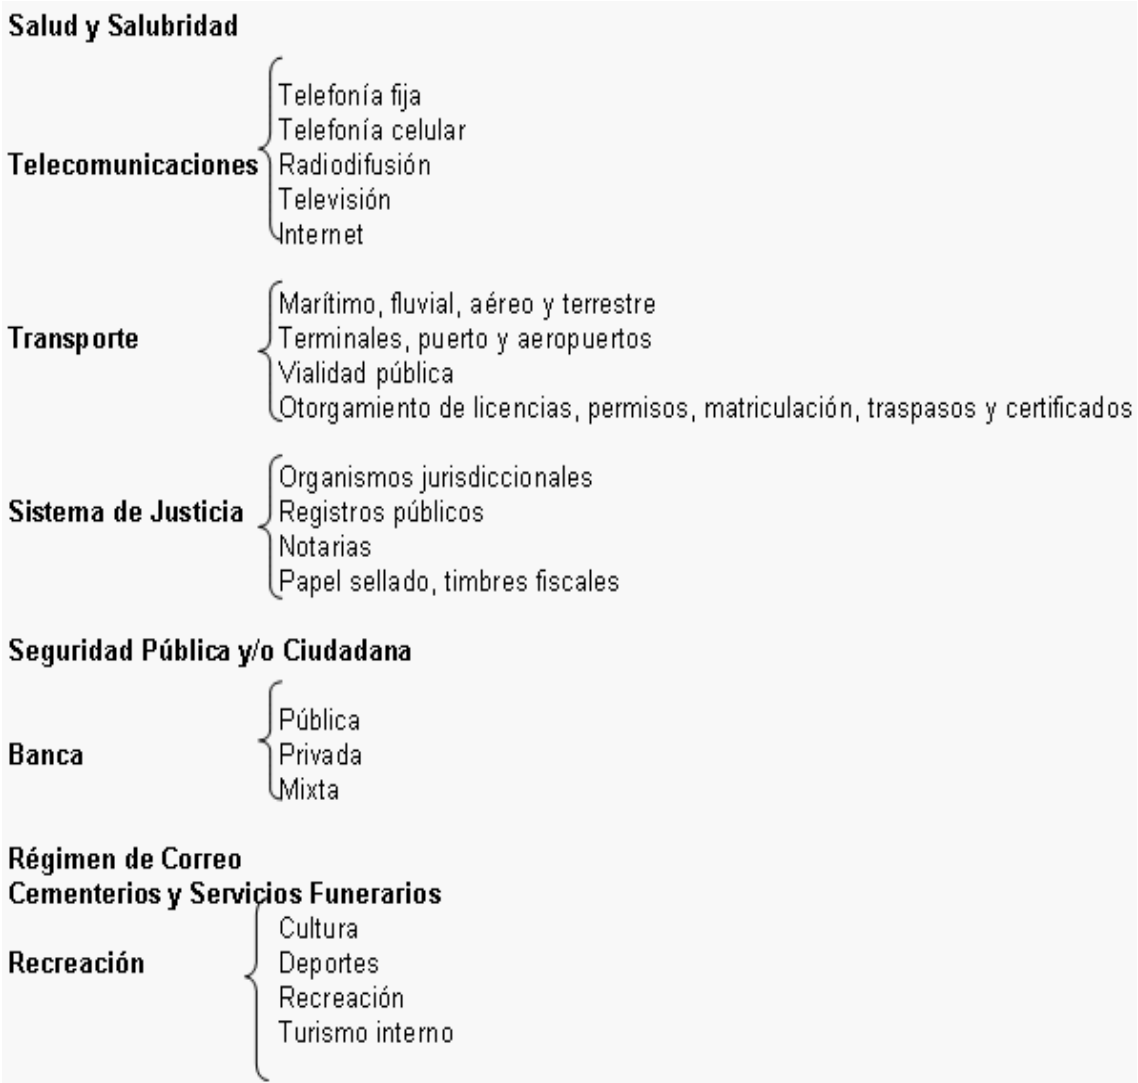 Salud y Salubridad
Telefonía fija
Telefonía celular
Telecomunicaciones Radiodifusión
Televisión
Internet
Marítimo, fluvial, aéreo y terrestre
Transporte Terminales, puerto y aeropuertos
Vialidad pública
Otorgamiento de licencias, permisos, matriculación, traspasos y certificados
Organismos jurisdiccionales
Sistema de Justicia Registros públicos
Notarias
Papel sellado, timbres fiscales
Seguridad Pública y/o Ciudadana
Pública
Banca Privada
Mixta
Régimen de Correo
Cementerios y Servicios Funerarios
Cultura
Recreación Deportes
Recreación
Turismo interno